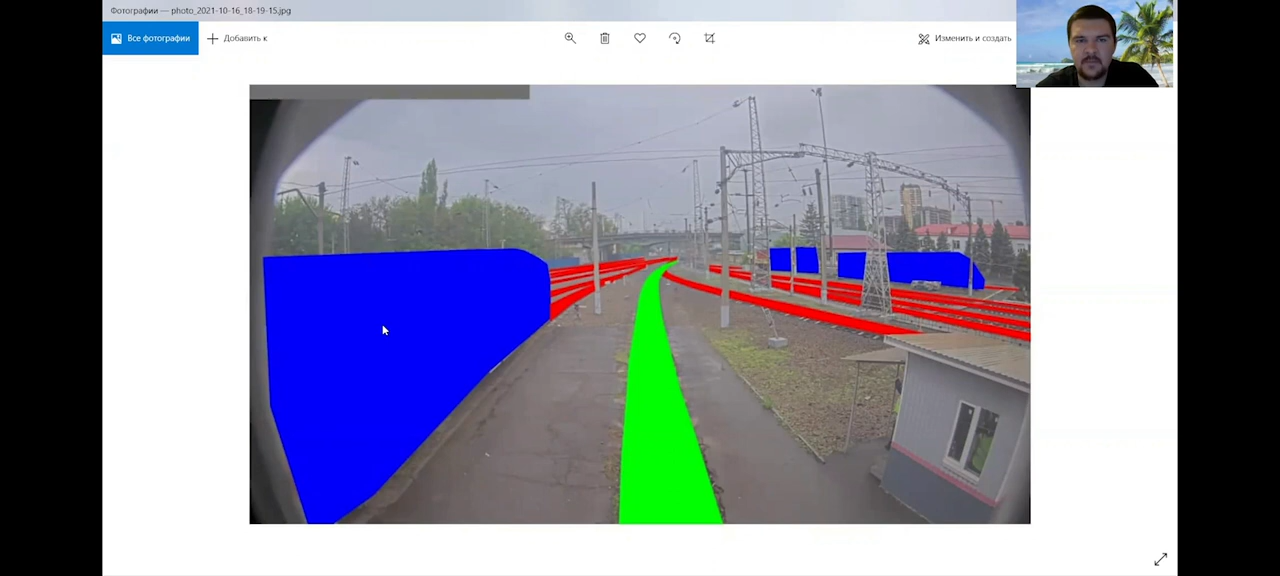 Фотографии — photo_2021-10-16_18-19-15.jpg
Все фотографии
Добавить к
Изменить и создать